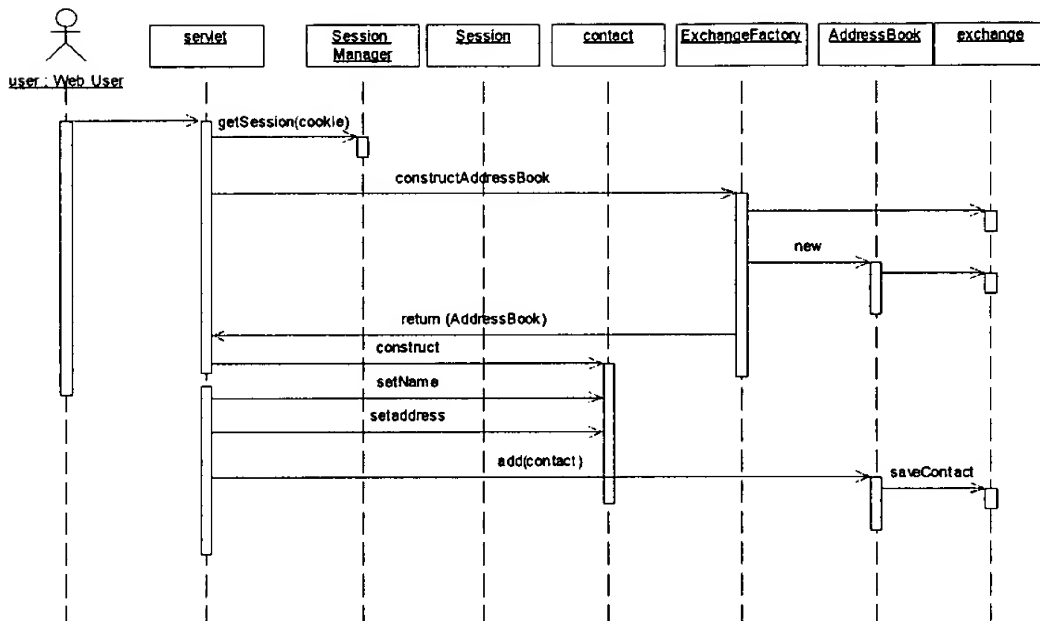 servlet
Session
Manager
Session
contact
ExchangeFactory
AddressBook
exchange
user : Web User
getSession(cookie)
constructAddressBook
new
return (AddressBook)
construct
setName
setaddress
add(contact)
saveContact